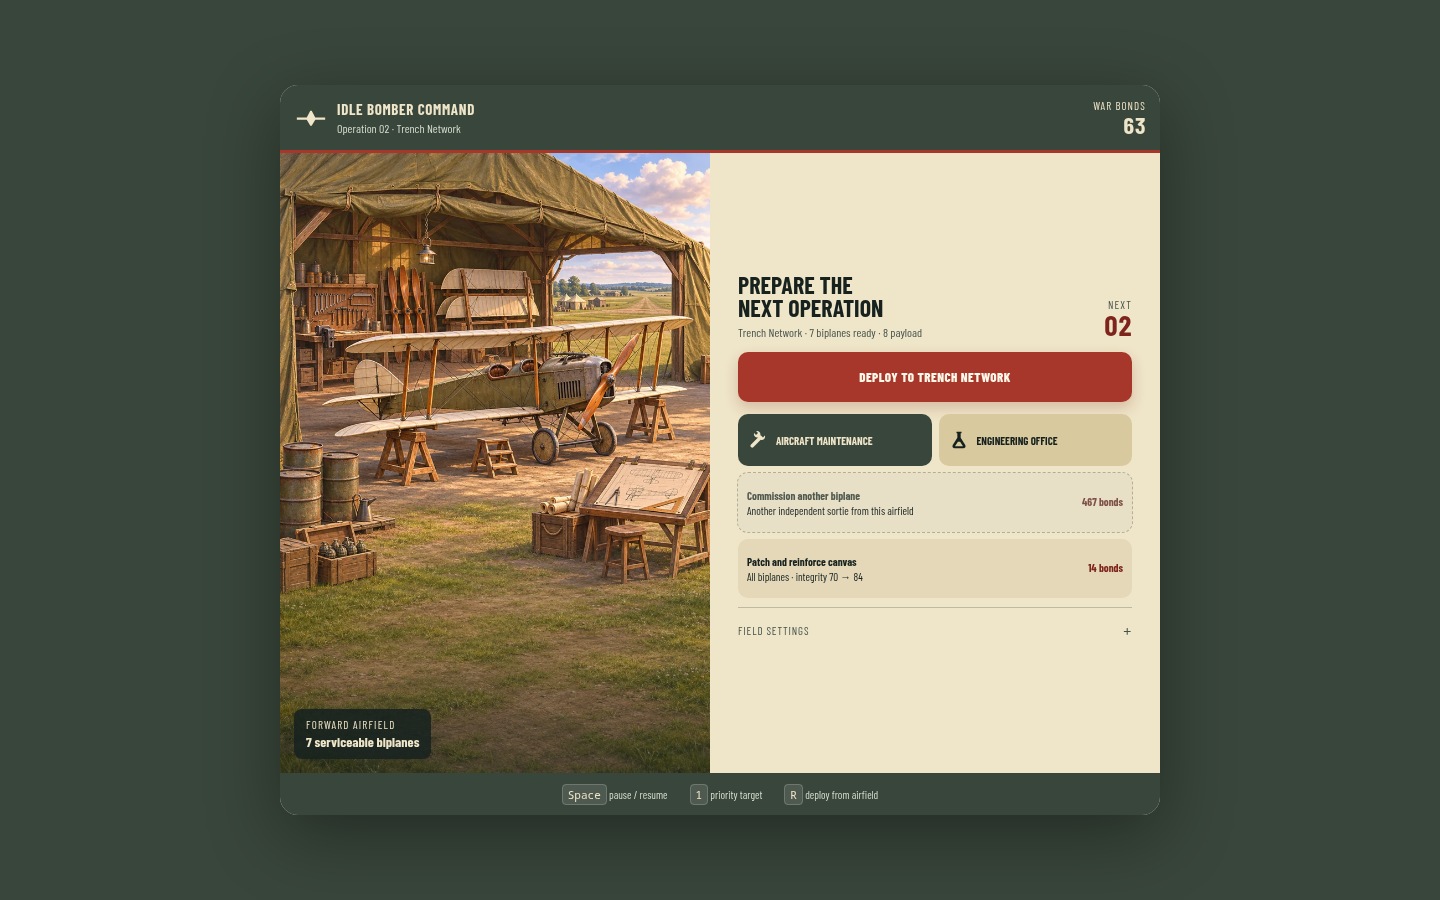 IDLE BOMBER COMMAND
Operation 02 · Trench Network
WAR BONDS
63
PREPARE THE
NEXT OPERATION
Trench Network · 7 biplanes ready · 8 payload
NEXT
02
DEPLOY TO TRENCH NETWORK
AIRCRAFT MAINTENANCE
ENGINEERING OFFICE
Commission another biplane
Another independent sortie from this airfield
467 bonds
Patch and reinforce canvas
All biplanes · integrity 70 → 84
14 bonds
FIELD SETTINGS
+
FORWARD AIRFIELD
7 serviceable biplanes
Space pause / resume
1 priority target
R deploy from airfield